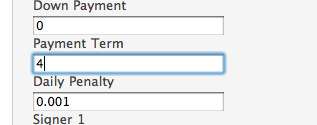 Down Payment
0
Payment Term
4
Daily Penalty
0.001
Signer 1